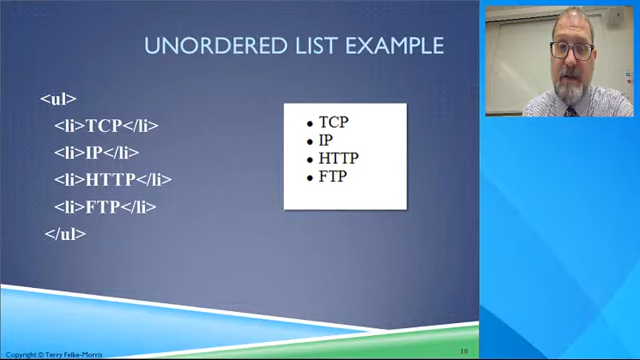 UNORDERED LIST EXAMPLE
<ul>
<li>TCP</li>
<li>IP</li>
<li>HTTP</li>
<li>FTP</li>
</ul>
• TCP
• IP
• HTTP
• FTP
Copyright © Terry Felke-Morris
10